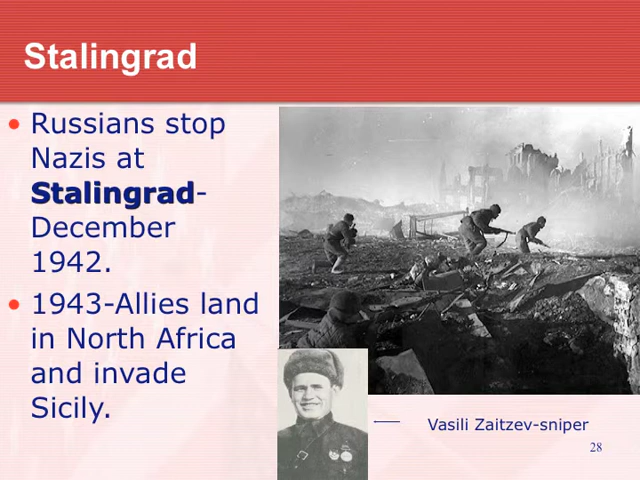 Stalingrad
Russians stop
Nazis at
Stalingrad-
December
1942.
1943-Allies land
in North Africa
and invade
Sicily.
Vasili Zaitzev-sniper
28